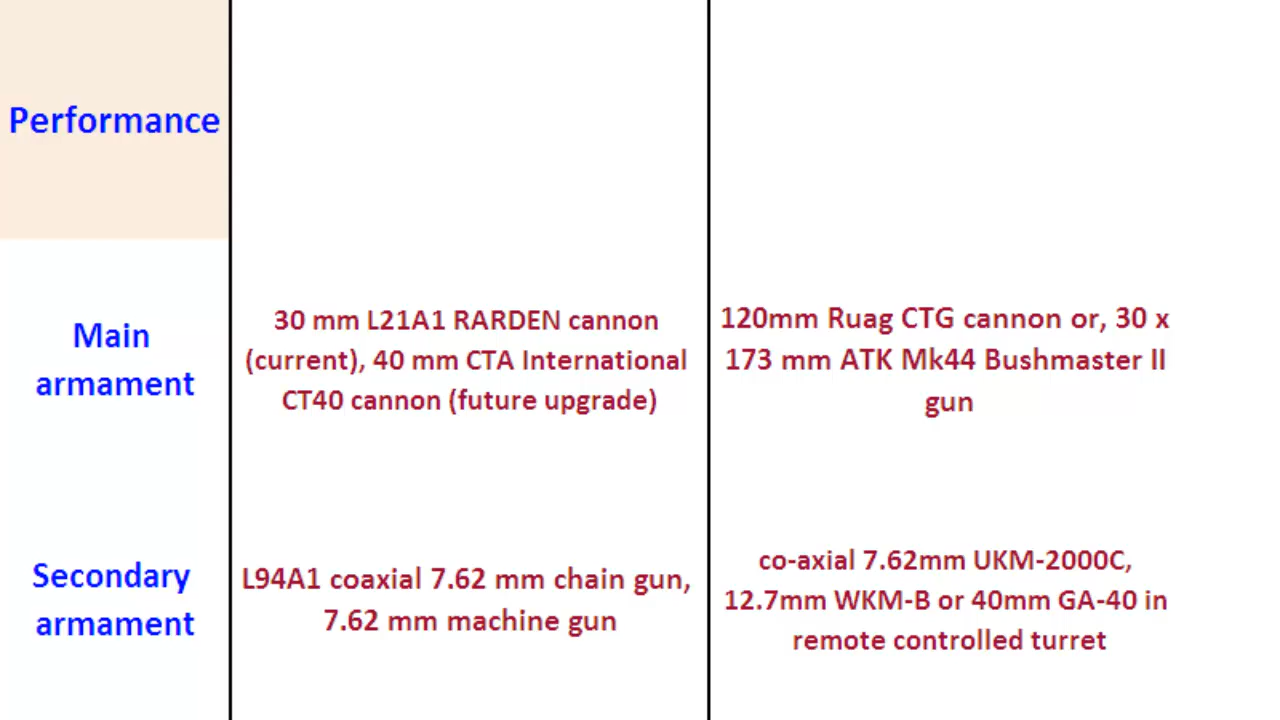 Performance
Main
armament
30 mm L21A1 RARDEN cannon
(current), 40 mm CTA International
CT40 cannon (future upgrade)
120mm Ruag CTG cannon or, 30 x
173 mm ATK Mk44 Bushmaster II
gun
Secondary
armament
L94A1 coaxial 7.62 mm chain gun,
7.62 mm machine gun
co-axial 7.62mm UKM-2000C,
12.7mm WKM-B or 40mm GA-40 in
remote controlled turret